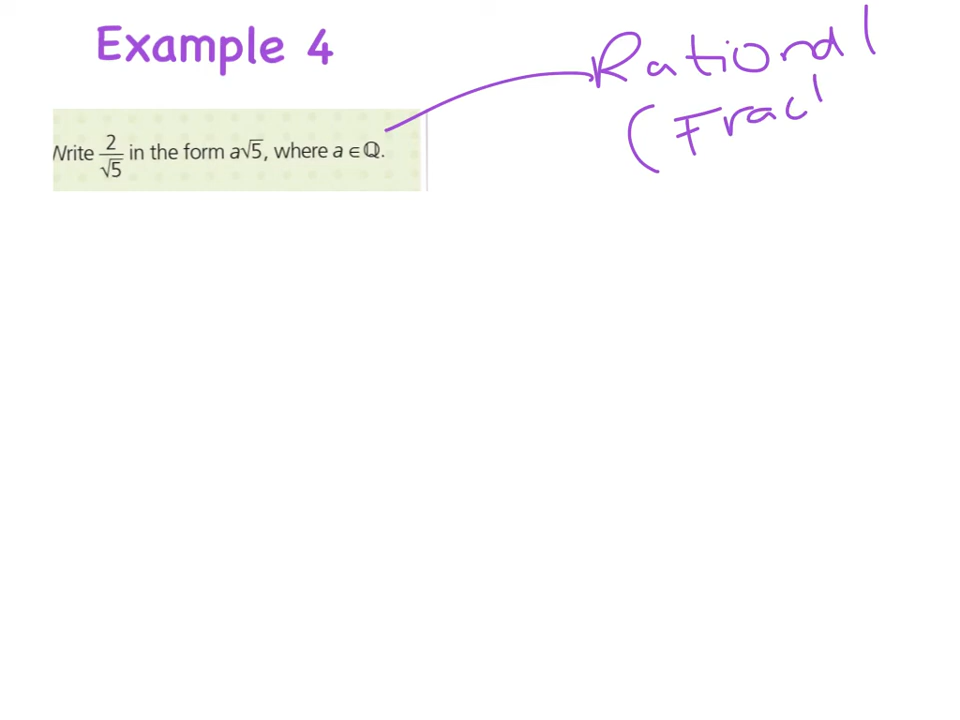 Example 4
Rational
(Frac
Write 2/√5 in the form a√5, where a ∈ ℚ.